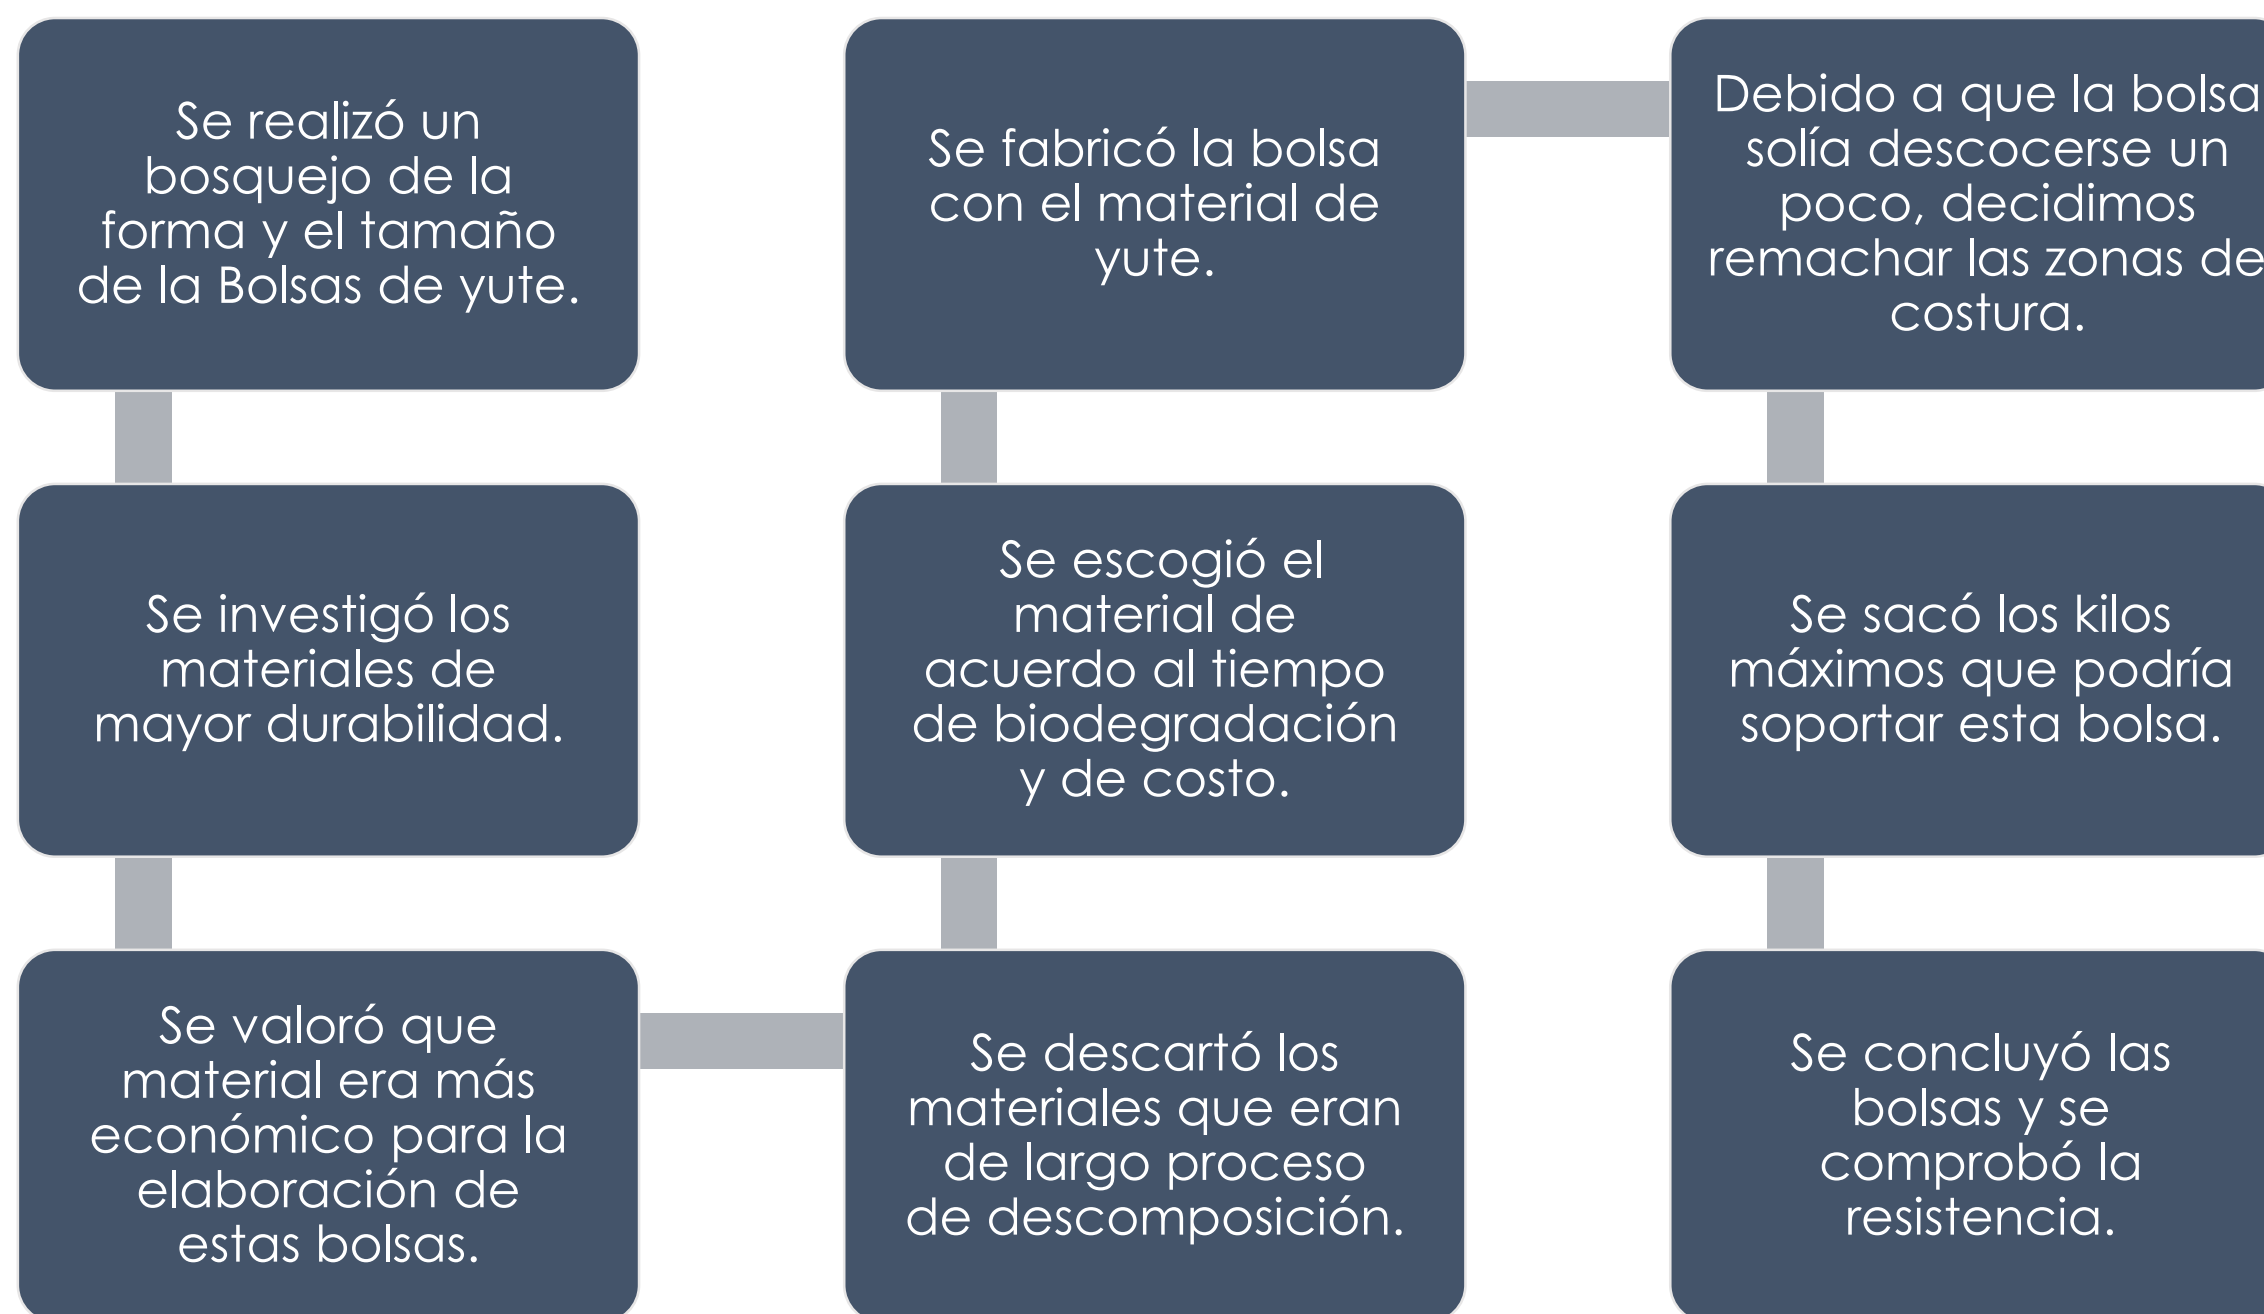 Se realizó un
bosquejo de la
forma y el tamaño
de la Bolsas de yute.
Se investigó los
materiales de
mayor durabilidad.
Se valoró que
material era más
económico para la
elaboración de
estas bolsas.
Se descartó los
materiales que eran
de largo proceso
de descomposición.
Se escogió el
material de
acuerdo al tiempo
de biodegradación
y de costo.
Se fabricó la bolsa
con el material de
yute.
Debido a que la bolsa
solía descocerse un
poco, decidimos
remachar las zonas de
costura.
Se sacó los kilos
máximos que podría
soportar esta bolsa.
Se concluyó las
bolsas y se
comprobó la
resistencia.